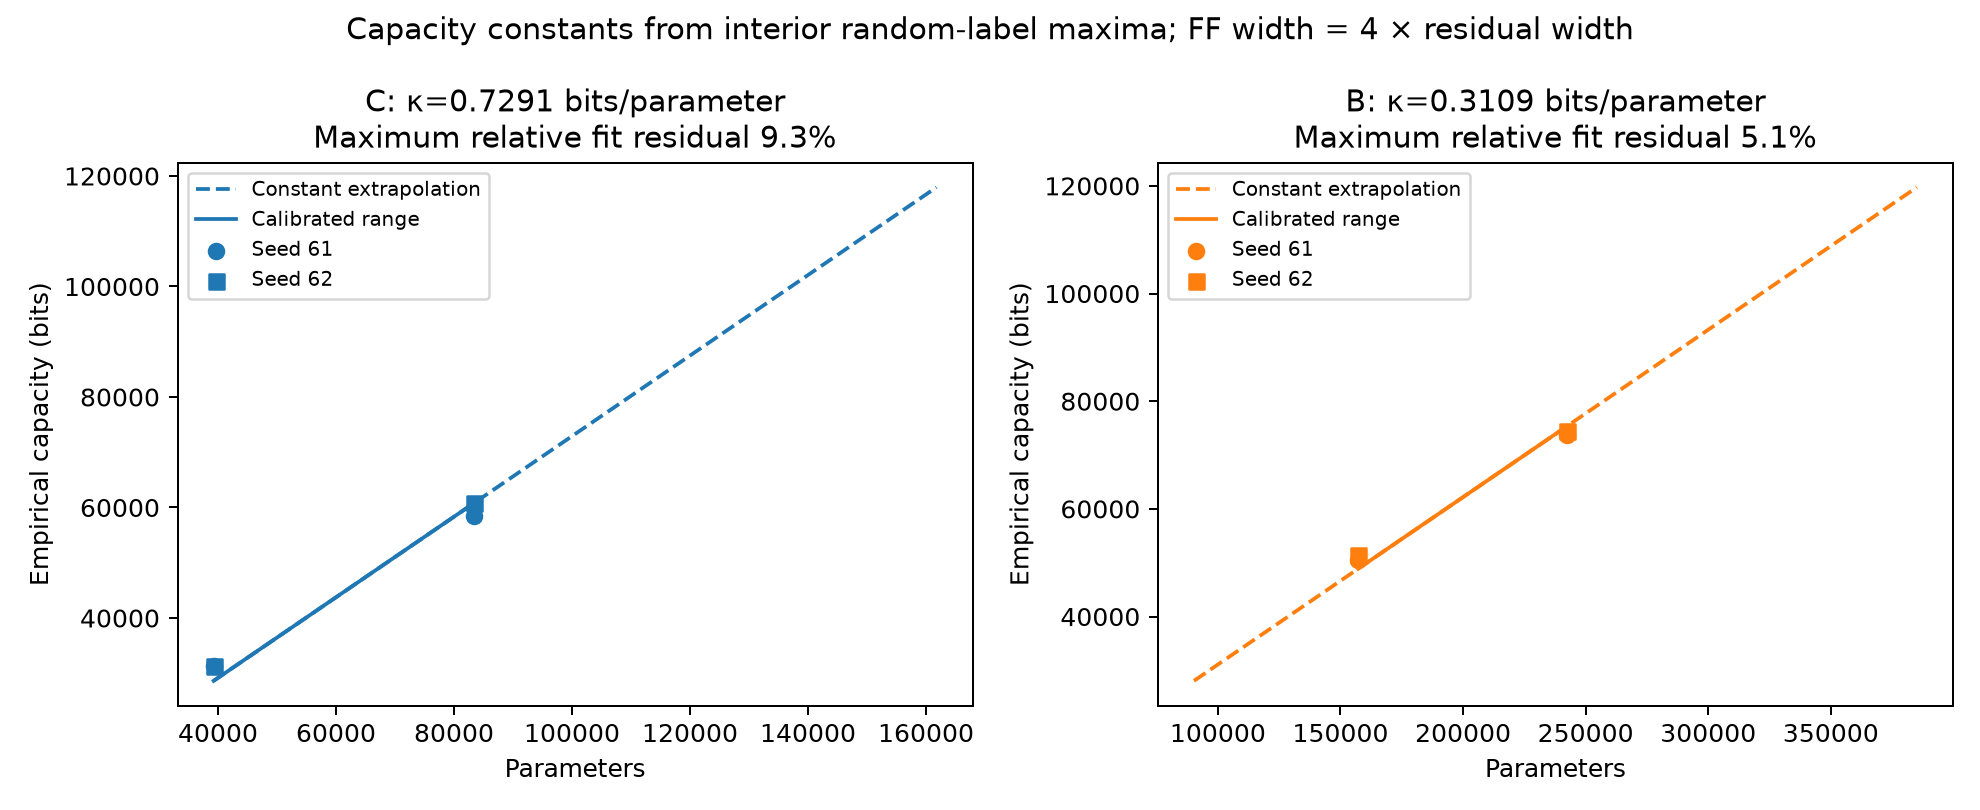 Capacity constants from interior random-label maxima; FF width = 4 × residual width
C: κ=0.7291 bits/parameter
Maximum relative fit residual 9.3%
Constant extrapolation
Calibrated range
Seed 61
Seed 62
120000
100000
80000
60000
40000
Empirical capacity (bits)
40000 60000 80000 100000 120000 140000 160000
Parameters
B: κ=0.3109 bits/parameter
Maximum relative fit residual 5.1%
Constant extrapolation
Calibrated range
Seed 61
Seed 62
120000
100000
80000
60000
40000
Empirical capacity (bits)
100000 150000 200000 250000 300000 350000
Parameters